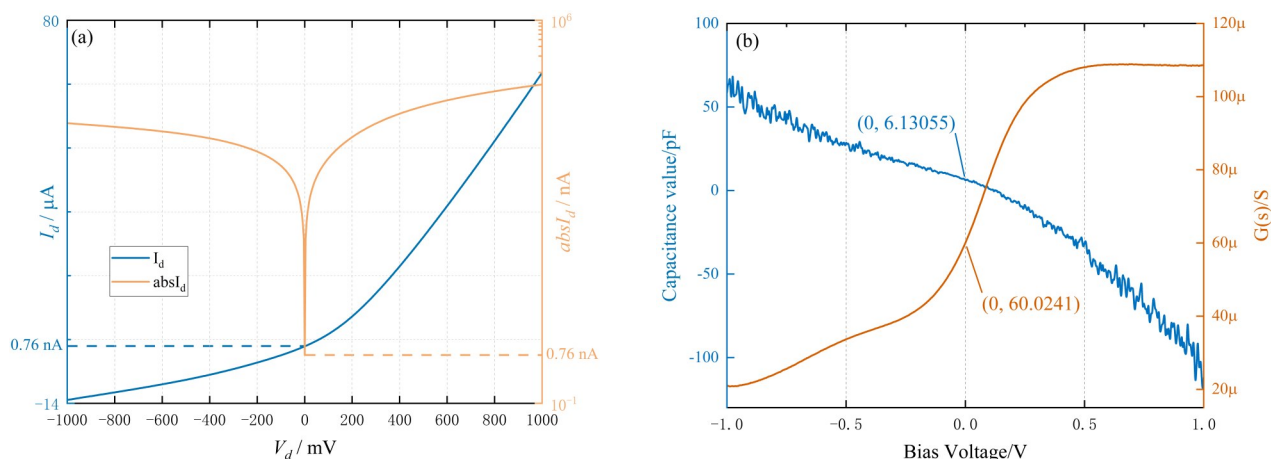 (a)
80
I_d / μA
−14
0.76 nA
I_d
absI_d
10^6
absI_d / nA
0.76 nA
10^-1
−1000 −800 −600 −400 −200 0 200 400 600 800 1000
V_d / mV
(b)
100
50
0
-50
-100
Capacitance value/pF
(0, 6.13055)
(0, 60.0241)
120μ
100μ
80μ
60μ
40μ
20μ
G(s)/S
−1.0 −0.5 0.0 0.5 1.0
Bias Voltage/V